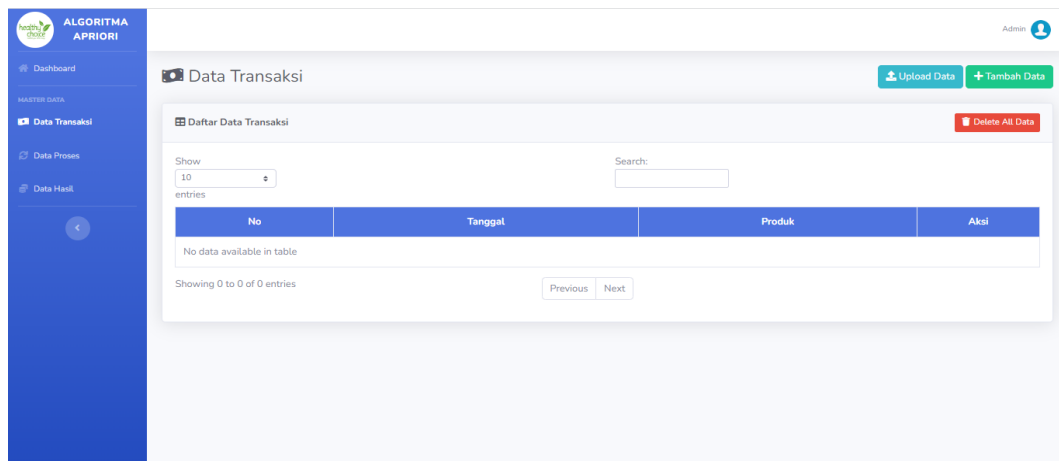 healthy choice
ALGORITMA
APRIORI
Admin
Dashboard
Data Transaksi
Upload Data
Tambah Data
MASTER DATA
Data Transaksi
Daftar Data Transaksi
Delete All Data
Data Proses
Data Hasil
Show
10
entries
Search:
No Tanggal Produk Aksi
No data available in table
Showing 0 to 0 of 0 entries
Previous Next